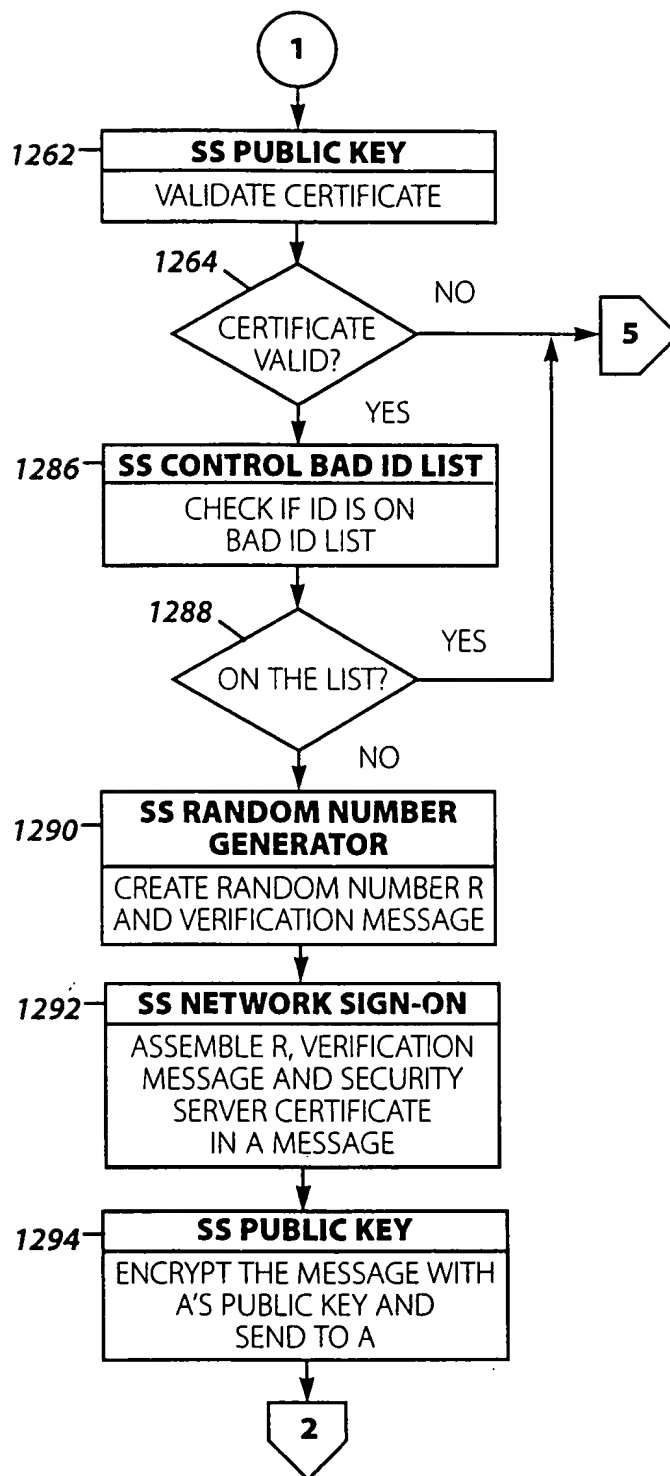 1
1262
SS PUBLIC KEY
VALIDATE CERTIFICATE
1264
NO
CERTIFICATE
VALID?
5
YES
1286
SS CONTROL BAD ID LIST
CHECK IF ID IS ON
BAD ID LIST
1288
YES
ON THE LIST?
NO
1290
SS RANDOM NUMBER
GENERATOR
CREATE RANDOM NUMBER R
AND VERIFICATION MESSAGE
1292
SS NETWORK SIGN-ON
ASSEMBLE R, VERIFICATION
MESSAGE AND SECURITY
SERVER CERTIFICATE
IN A MESSAGE
1294
SS PUBLIC KEY
ENCRYPT THE MESSAGE WITH
A'S PUBLIC KEY AND
SEND TO A
2